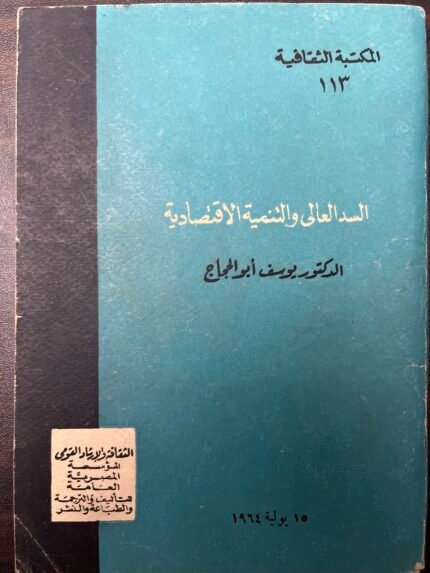 المكتبة الثقافية
١١٣
السد العالى والتنمية الاقتصادية
الدكتور يوسف أبو الحجاج
الثقافة والإرشاد القومى
المؤسسة
المصرية
العامة
للتأليف والترجمة
والطباعة والنشر
١٥ يولية ١٩٦٤